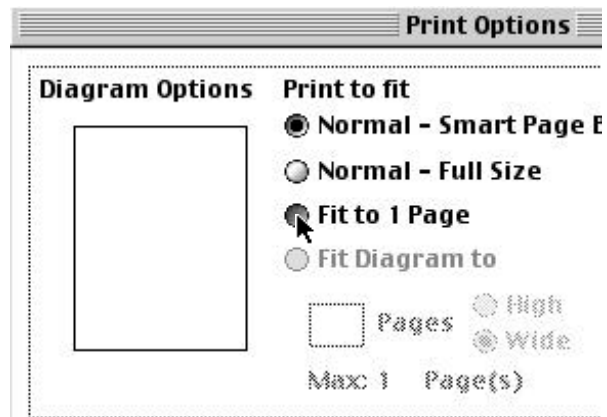 Print Options
Diagram Options
Print to fit
Normal - Smart Page
Normal - Full Size
Fit to 1 Page
Fit Diagram to
Pages
High
Wide
Max: 1 Page(s)